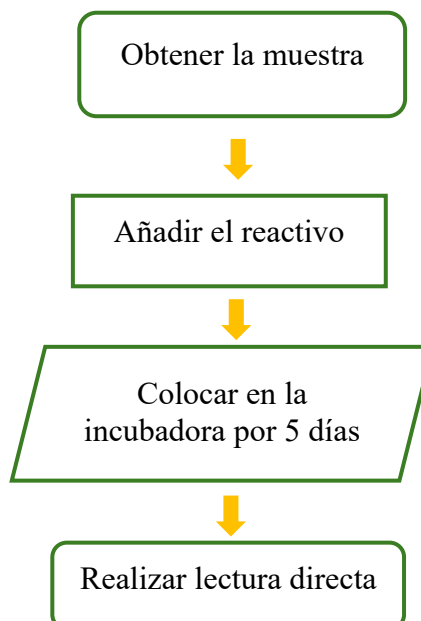 Obtener la muestra
Añadir el reactivo
Colocar en la
incubadora por 5 días
Realizar lectura directa